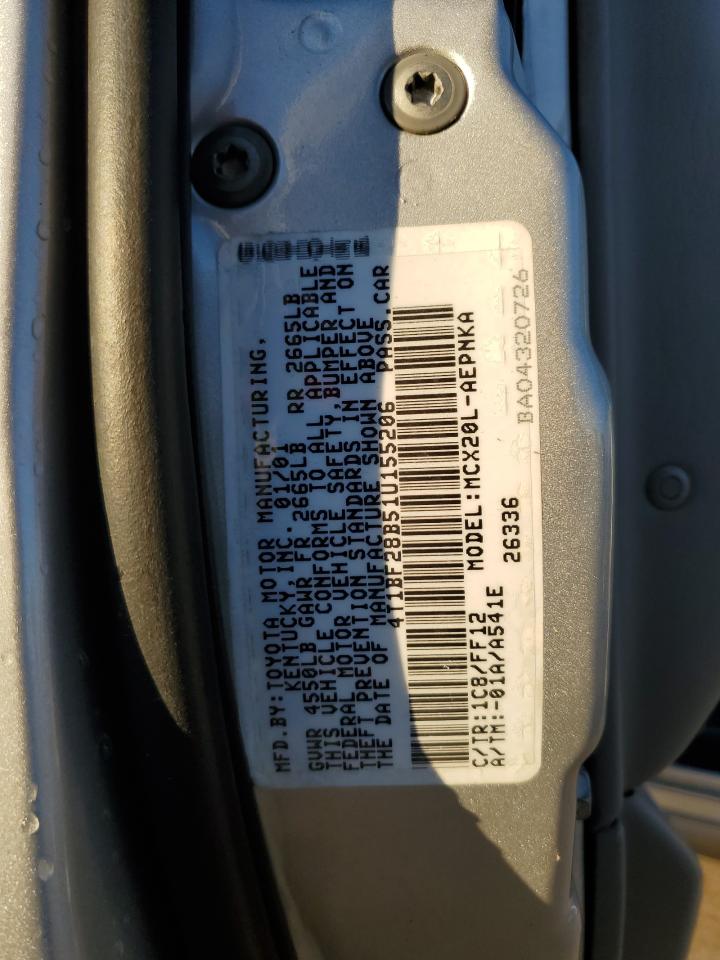 MFD.BY:TOYOTA MOTOR MANUFACTURING,
KENTUCKY,INC. 01/01
GVWR 4550LB GAWR FR 2665LB RR 2665LB
THIS VEHICLE CONFORMS TO ALL APPLICABLE
FEDERAL MOTOR VEHICLE SAFETY,BUMPER AND
THEFT PREVENTION STANDARDS IN EFFECT ON
THE DATE OF MANUFACTURE SHOWN ABOVE
4T1BF28B51U155206 PASS.CAR
MODEL:MCX20L-AEPNKA
C/TR:1C8/FF12
A/TM:-01A/A541E 26336
BA04320726